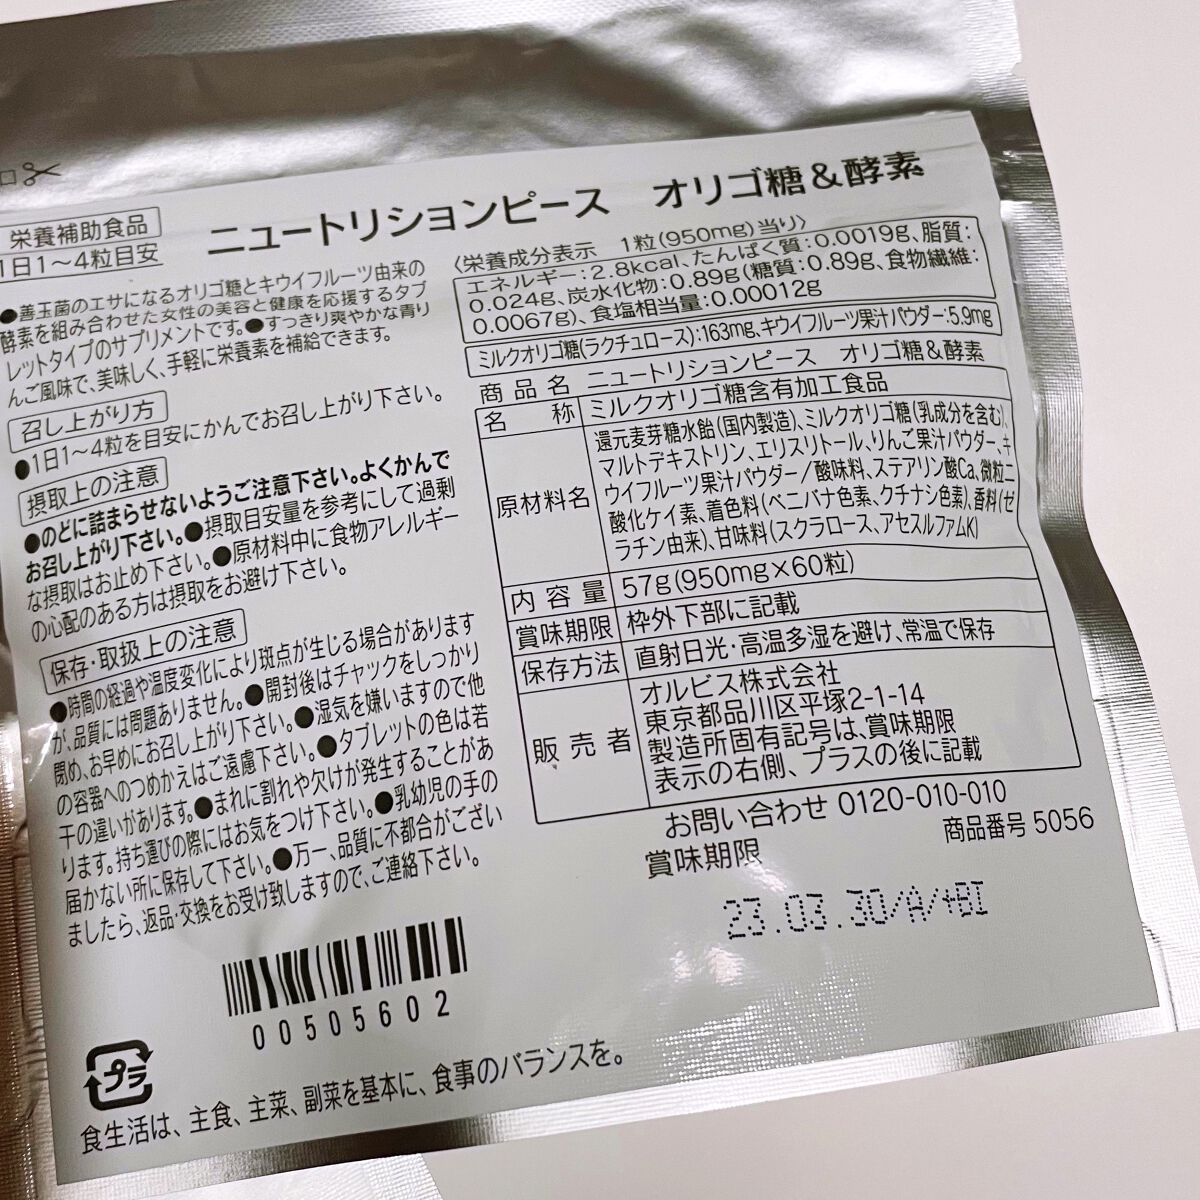 口
栄養補助食品
1日1〜4粒目安
ニュートリションピース オリゴ糖&酵素
●善玉菌のエサになるオリゴ糖とキウイフルーツ由来の
酵素を組み合わせた女性の美容と健康を応援するタブ
レットタイプのサプリメントです。●すっきり爽やかな青り
んご風味で、美味しく、手軽に栄養素を補給できます。
召し上がり方
●1日1〜4粒を目安にかんでお召し上がり下さい。
摂取上の注意
●のどに詰まらせないようご注意下さい。よくかんで
お召し上がり下さい。●摂取目安量を参考にして過剰
な摂取はお止め下さい。●原材料中に食物アレルギー
の心配のある方は摂取をお避け下さい。
保存・取扱上の注意
●時間の経過や温度変化により斑点が生じる場合があります
が、品質には問題ありません。●開封後はチャックをしっかり
閉め、お早めにお召し上がり下さい。●湿気を嫌いますので他
の容器へのつめかえはご遠慮下さい。●タブレットの色は若
干の違いがあります。●まれに割れや欠けが発生することがあ
ります。持ち運びの際にはお気をつけ下さい。●乳幼児の手の
届かない所に保存して下さい。●万一、品質に不都合がござい
ましたら、返品・交換をお受け致しますので、ご連絡下さい。
〈栄養成分表示 1粒(950mg)当り〉
エネルギー:2.8kcal、たんぱく質:0.0019g、脂質:
0.024g、炭水化物:0.89g(糖質:0.89g、食物繊維:
0.0067g)、食塩相当量:0.00012g
ミルクオリゴ糖(ラクチュロース):163mg、キウイフルーツ果汁パウダー:5.9mg
商品名 ニュートリションピース オリゴ糖&酵素
名称 ミルクオリゴ糖含有加工食品
原材料名 還元麦芽糖水飴(国内製造)、ミルクオリゴ糖(乳成分を含む)、
マルトデキストリン、エリスリトール、りんご果汁パウダー、キ
ウイフルーツ果汁パウダー/酸味料、ステアリン酸Ca、微粒二
酸化ケイ素、着色料(ベニバナ色素、クチナシ色素)、香料(ゼ
ラチン由来)、甘味料(スクラロース、アセスルファムK)
内容量 57g(950mg×60粒)
賞味期限 枠外下部に記載
保存方法 直射日光・高温多湿を避け、常温で保存
販売者 オルビス株式会社
東京都品川区平塚2-1-14
製造所固有記号は、賞味期限
表示の右側、プラスの後に記載
お問い合わせ 0120-010-010
商品番号 5056
賞味期限
23.03.30/A/+BI
00505602
プラ
食生活は、主食、主菜、副菜を基本に、食事のバランスを。